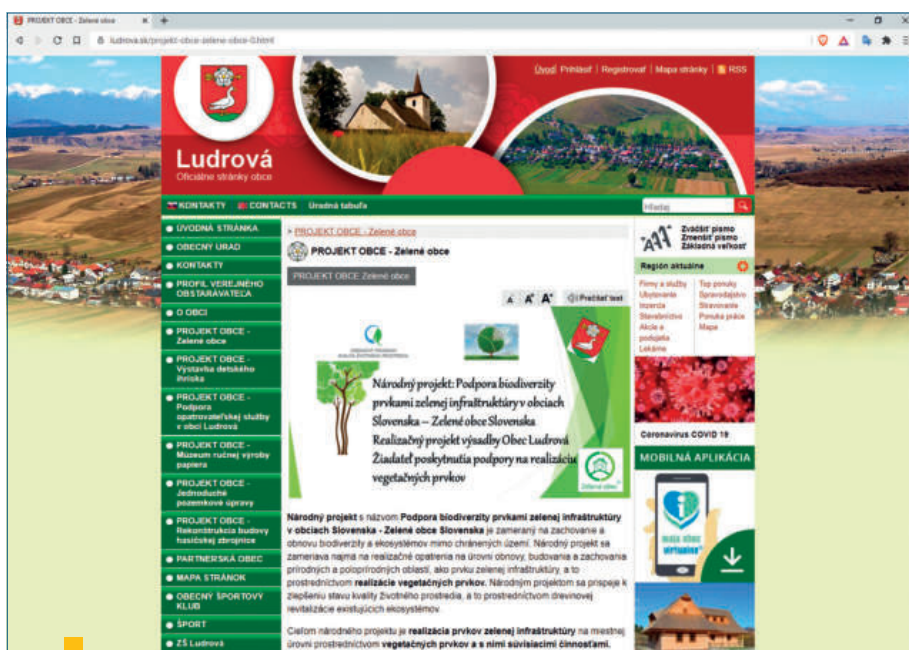 PROJEKT OBCE - Zelené obce
ludrova.sk/projekt-obce-zelene-obce-0.html
Úvod | Prihlásiť | Registrovať | Mapa stránky | RSS
Ludrová
Oficiálne stránky obce
KONTAKTY CONTACTS Úradná tabuľa
Hľadaj
ÚVODNÁ STRÁNKA
OBECNÝ ÚRAD
KONTAKTY
PROFIL VEREJNÉHO
OBSTARÁVATEĽA
O OBCI
PROJEKT OBCE -
Zelené obce
PROJEKT OBCE -
Výstavba detského
ihriska
PROJEKT OBCE -
Podpora
opatrovateľskej služby
v obci Ludrová
PROJEKT OBCE -
Múzeum ručnej výroby
papiera
PROJEKT OBCE -
Jednoduché
pozemkové úpravy
PROJEKT OBCE -
Rekonštrukcia budovy
hasičskej zbrojnice
PARTNERSKÁ OBEC
MAPA STRÁNOK
OBECNÝ ŠPORTOVÝ
KLUB
ŠPORT
ZŠ Ludrová
> PROJEKT OBCE - Zelené obce
PROJEKT OBCE - Zelené obce
PROJEKT OBCE Zelené obce
A A+ A+ Prečítať text
Národný projekt: Podpora biodiverzity
prvkami zelenej infraštruktúry v obciach
Slovenska – Zelené obce Slovenska
Realizačný projekt výsadby Obec Ludrová
Žiadateľ poskytnutia podpory na realizáciu
vegetačných prvkov
Zelená obec
Národný projekt s názvom Podpora biodiverzity prvkami zelenej infraštruktúry
v obciach Slovenska - Zelené obce Slovenska je zameraný na zachovanie a
obnovu biodiverzity a ekosystémov mimo chránených území. Národný projekt sa
zameriava najmä na realizačné opatrenia na úrovni obnovy, budovania a zachovania
prírodných a poloprírodných oblastí, ako prvku zelenej infraštruktúry, a to
prostredníctvom realizácie vegetačných prvkov. Národným projektom sa prispeje k
zlepšeniu stavu kvality životného prostredia, a to prostredníctvom drevinovej
revitalizácie existujúcich ekosystémov.
Cieľom národného projektu je realizácia prvkov zelenej infraštruktúry na miestnej
úrovni prostredníctvom vegetačných prvkov a s nimi súvisiacimi činnosťami.
Zväčšiť písmo
Zmenšiť písmo
Základná veľkosť
Región aktuálne
Firmy a služby
Ubytovanie
Inzercia
Stavebníctvo
Akcie a
podujatia
Lekárne
Top ponuky
Spravodajstvo
Stravovanie
Ponuka práce
Mapa
Coronavírus COVID 19
MOBILNÁ APLIKÁCIA
moja obec
virtuálne